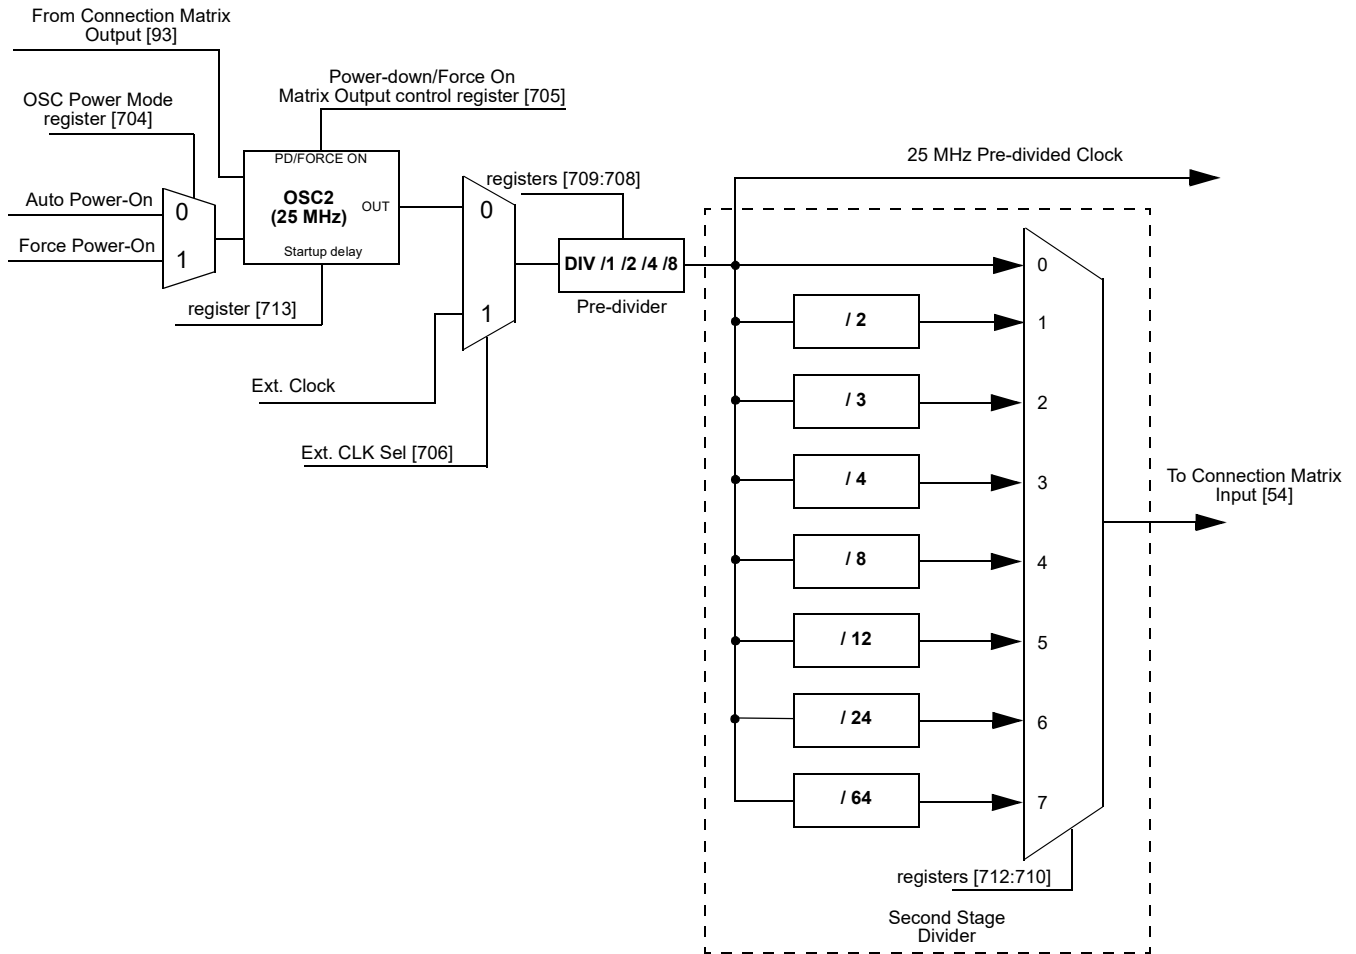 From Connection Matrix
Output [93]
Power-down/Force On
Matrix Output control register [705]
OSC Power Mode
register [704]
PD/FORCE ON
OSC2
(25 MHz)
OUT
Startup delay
Auto Power-On
0
Force Power-On
1
register [713]
0
1
Ext. Clock
Ext. CLK Sel [706]
registers [709:708]
DIV /1 /2 /4 /8
Pre-divider
25 MHz Pre-divided Clock
0
/ 2
1
/ 3
2
/ 4
3
/ 8
4
/ 12
5
/ 24
6
/ 64
7
To Connection Matrix
Input [54]
registers [712:710]
Second Stage
Divider